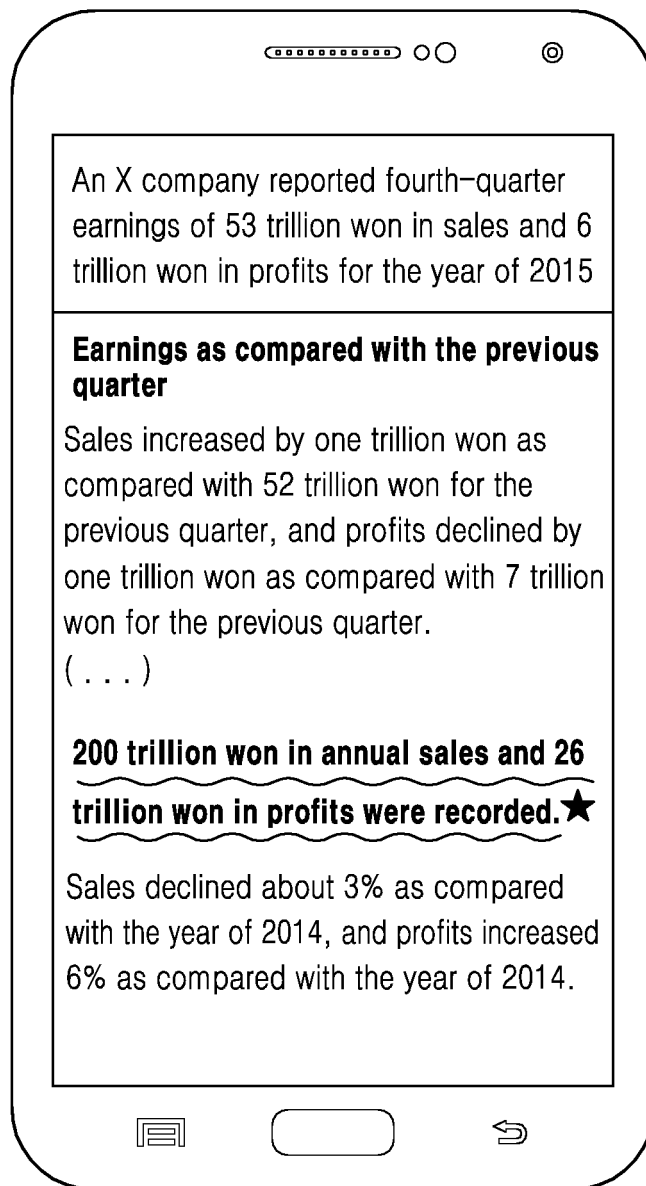 An X company reported fourth-quarter
earnings of 53 trillion won in sales and 6
trillion won in profits for the year of 2015
Earnings as compared with the previous
quarter
Sales increased by one trillion won as
compared with 52 trillion won for the
previous quarter, and profits declined by
one trillion won as compared with 7 trillion
won for the previous quarter.
( . . . )
200 trillion won in annual sales and 26
trillion won in profits were recorded.★
Sales declined about 3% as compared
with the year of 2014, and profits increased
6% as compared with the year of 2014.